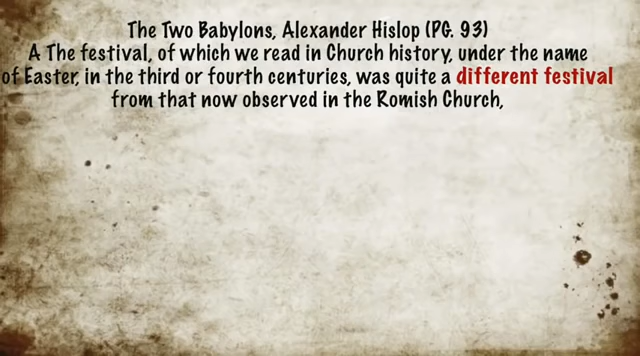 The Two Babylons, Alexander Hislop (PG. 93)
A The festival, of which we read in Church history, under the name
of Easter, in the third or fourth centuries, was quite a different festival
from that now observed in the Romish Church,